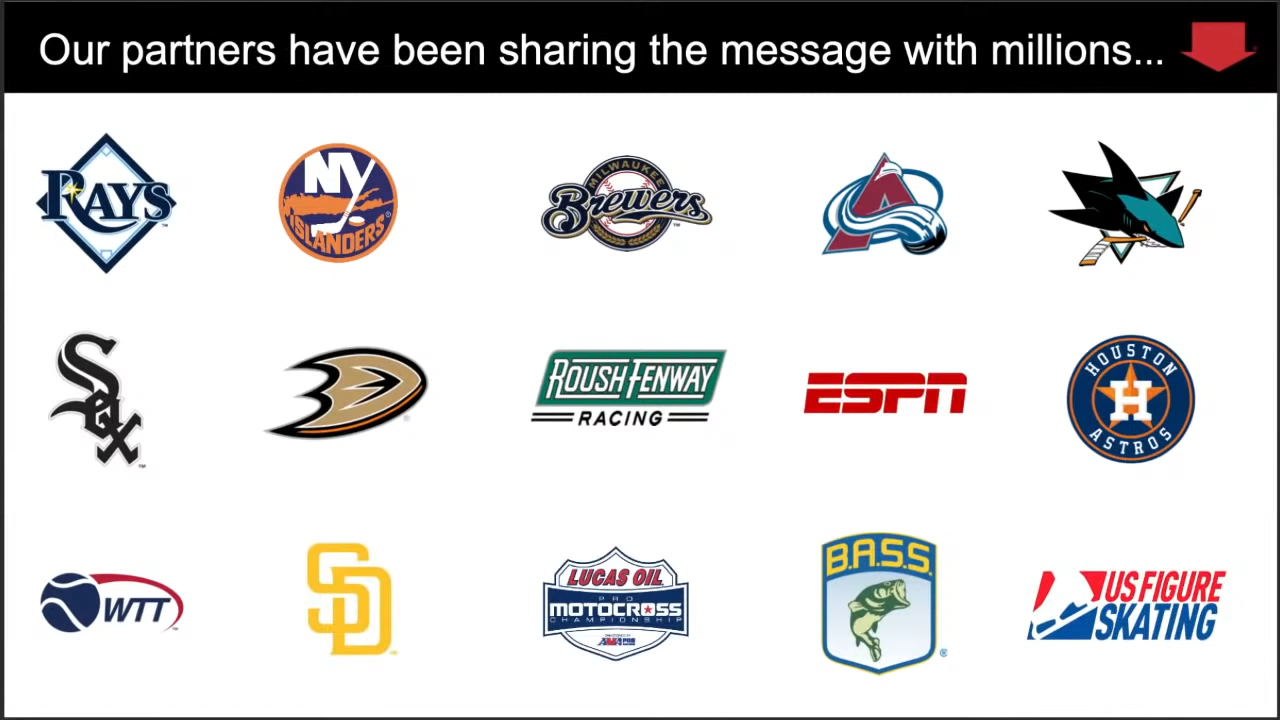 Our partners have been sharing the message with millions...
RAYS
NY
ISLANDERS
MILWAUKEE
Brewers
A
Sox
ROUSH FENWAY
RACING
ESPN
HOUSTON
H
ASTROS
WTT
SD
LUCAS OIL
PRO
MOTOCROSS
CHAMPIONSHIP
B.A.S.S.
US FIGURE
SKATING